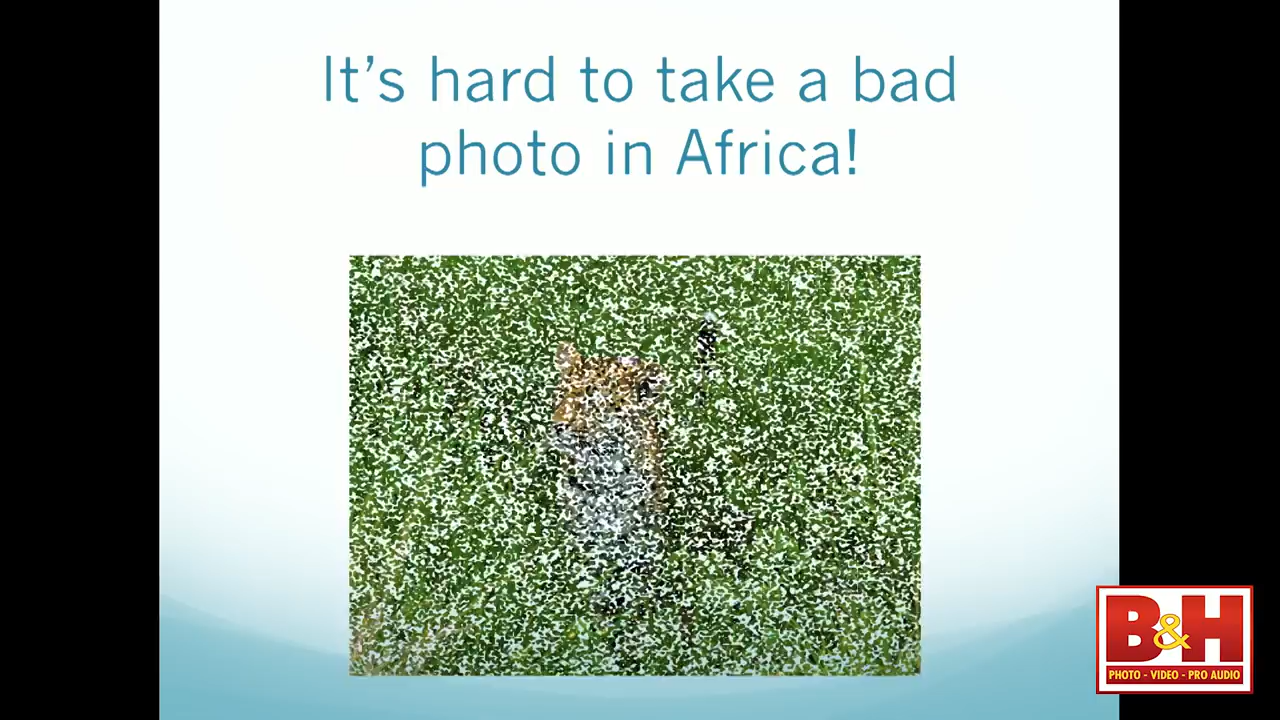 It's hard to take a bad
photo in Africa!
B&H
PHOTO - VIDEO - PRO AUDIO